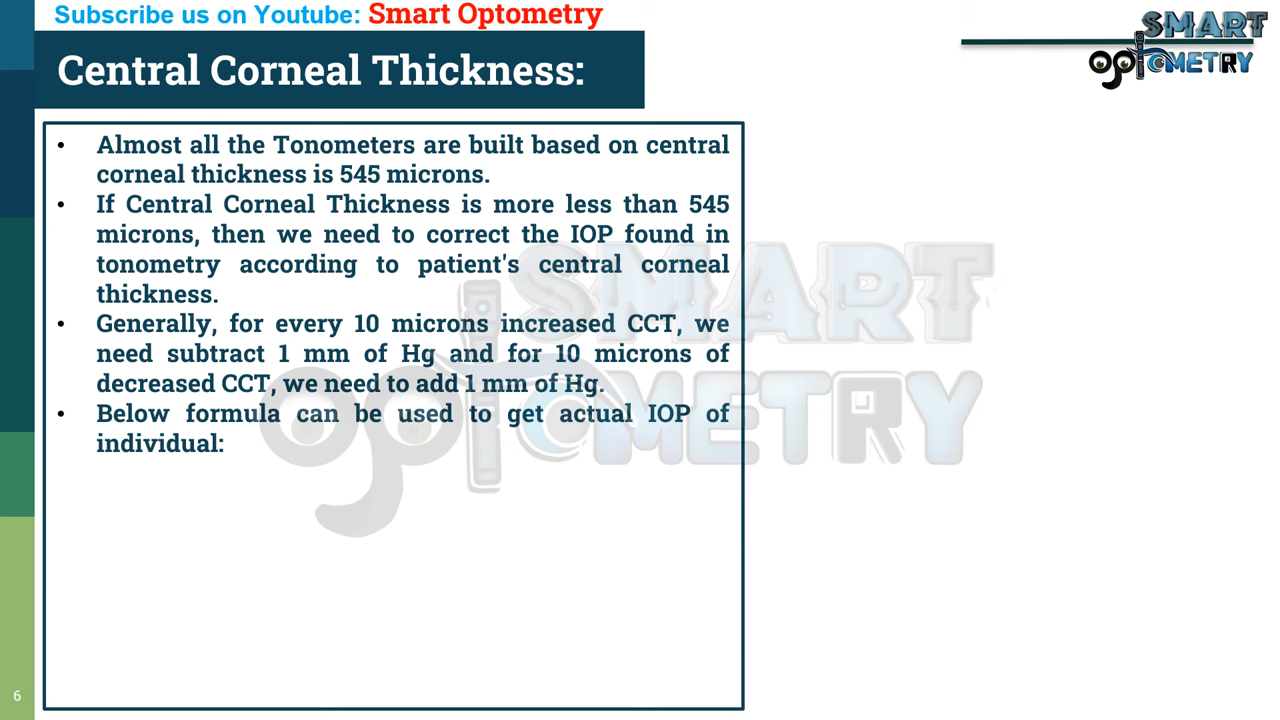 Subscribe us on Youtube: Smart Optometry
SMART
OPTOMETRY
Central Corneal Thickness:
• Almost all the Tonometers are built based on central
corneal thickness is 545 microns.
• If Central Corneal Thickness is more less than 545
microns, then we need to correct the IOP found in
tonometry according to patient's central corneal
thickness.
• Generally, for every 10 microns increased CCT, we
need subtract 1 mm of Hg and for 10 microns of
decreased CCT, we need to add 1 mm of Hg.
• Below formula can be used to get actual IOP of
individual:
SMART
OPTOMETRY
6